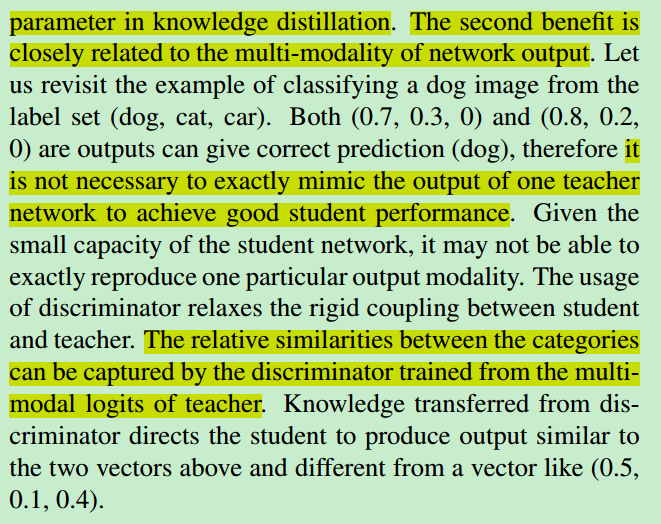 parameter in knowledge distillation. The second benefit is
closely related to the multi-modality of network output. Let
us revisit the example of classifying a dog image from the
label set (dog, cat, car). Both (0.7, 0.3, 0) and (0.8, 0.2,
0) are outputs can give correct prediction (dog), therefore it
is not necessary to exactly mimic the output of one teacher
network to achieve good student performance. Given the
small capacity of the student network, it may not be able to
exactly reproduce one particular output modality. The usage
of discriminator relaxes the rigid coupling between student
and teacher. The relative similarities between the categories
can be captured by the discriminator trained from the multi-
modal logits of teacher. Knowledge transferred from dis-
criminator directs the student to produce output similar to
the two vectors above and different from a vector like (0.5,
0.1, 0.4).